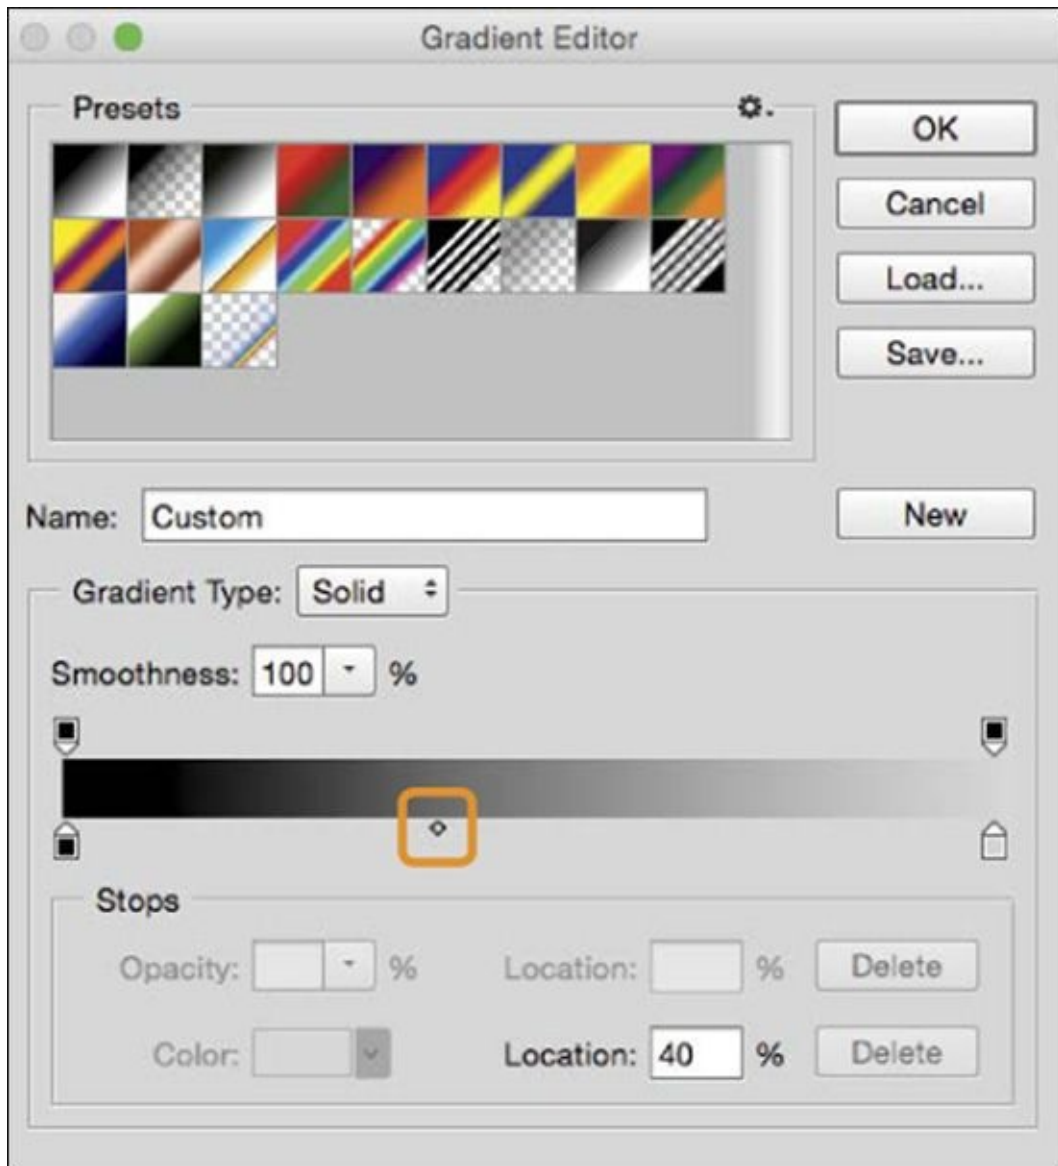 Gradient Editor
Presets
OK
Cancel
Load...
Save...
Name: Custom
New
Gradient Type: Solid
Smoothness: 100 %
Stops
Opacity: % Location: % Delete
Color: Location: 40 % Delete